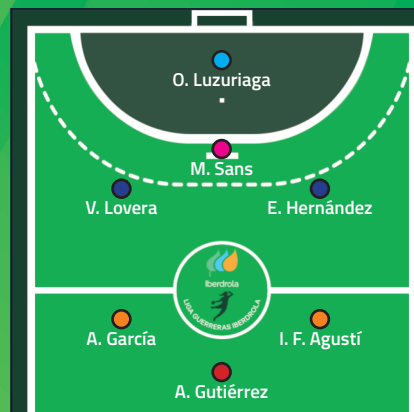 O. Luzuriaga
M. Sans
V. Lovera
E. Hernández
Iberdrola
LIGA GUERRERAS IBERDROLA
A. García
I. F. Agustí
A. Gutiérrez